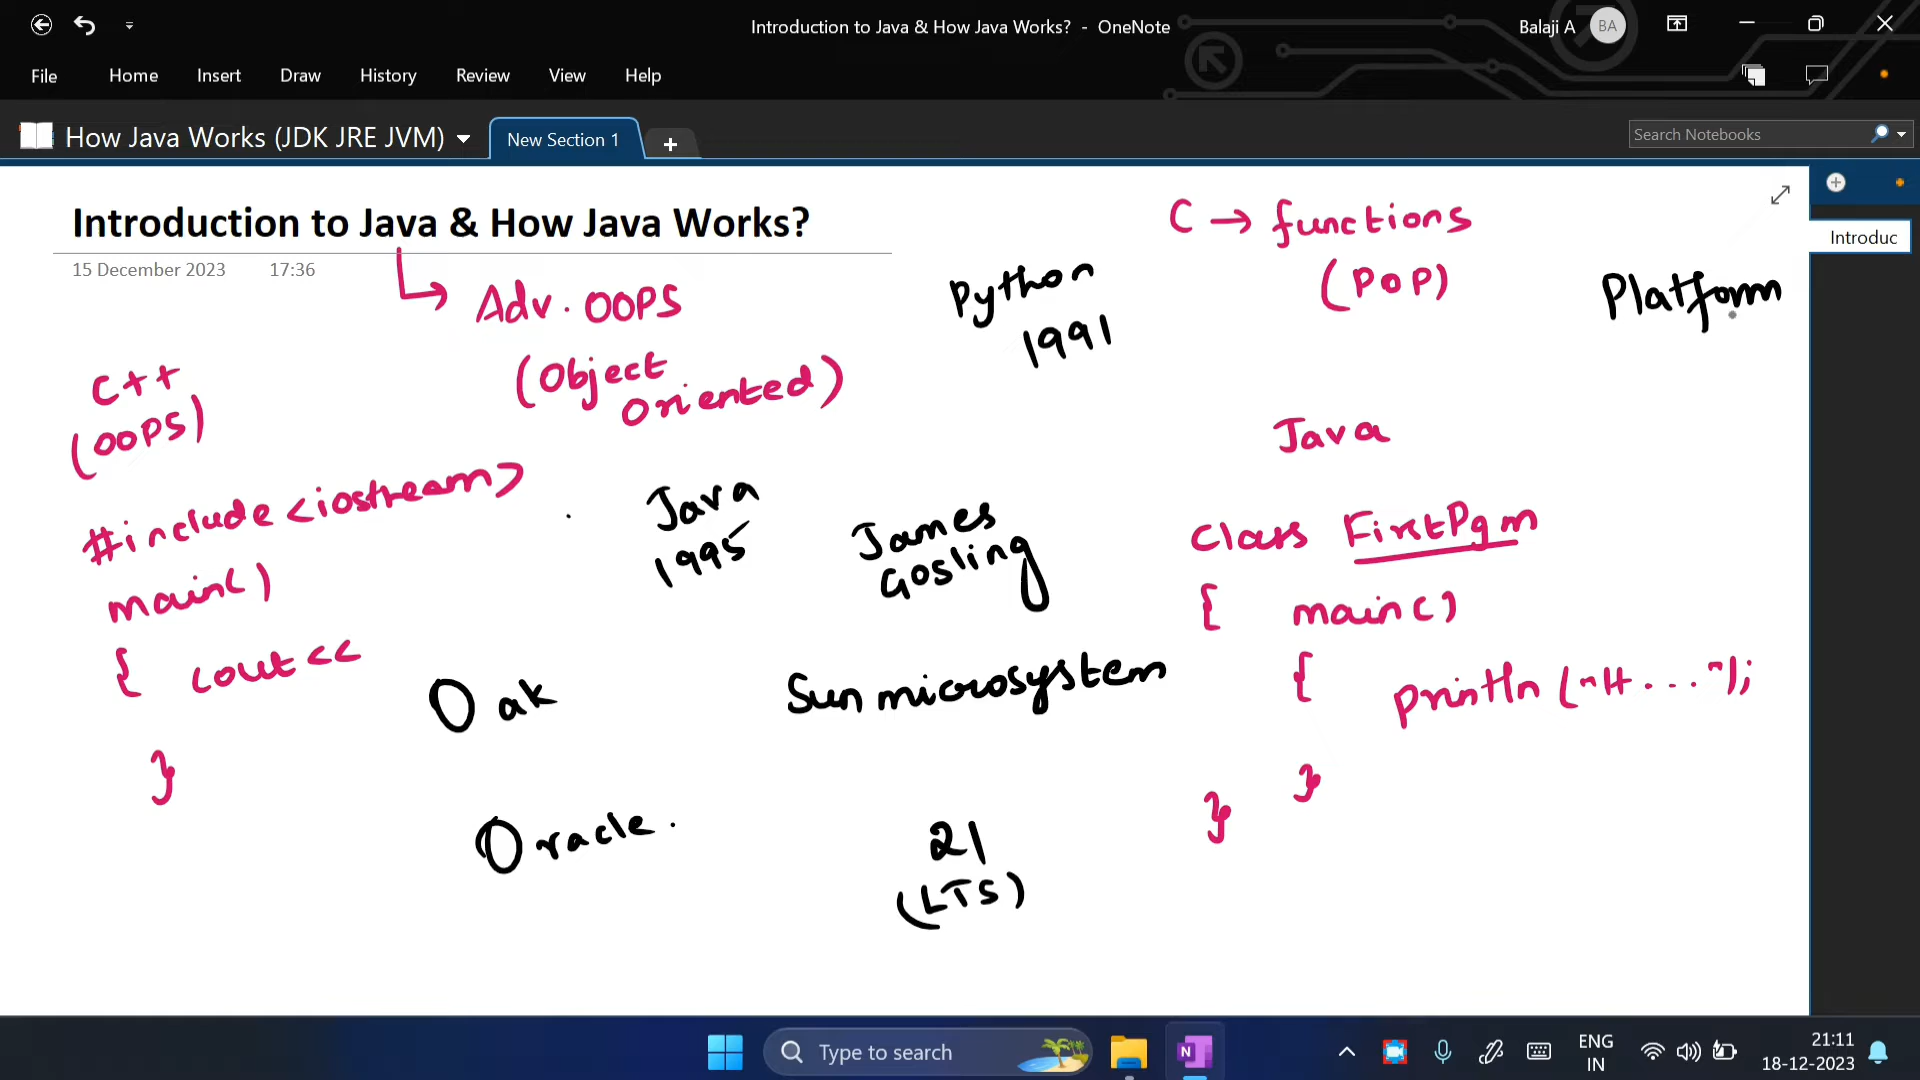 Introduction to Java & How Java Works? - OneNote
Balaji A
BA
File Home Insert Draw History Review View Help
How Java Works (JDK JRE JVM)
New Section 1
Search Notebooks
Introduc
Introduction to Java & How Java Works?
15 December 2023 17:36
Adv. OOPS
(Object
oriented)
Python
1991
C → functions
(POP)
Platform
C++
(OOPS)
#include <iostream>
main()
{ cout <<
}
Java
1995
James
Gosling
Oak
Sun microsystem
Oracle.
21
(LTS)
Java
Class FirstPgm
{ main()
{ println ("H...");
}
}
Type to search
N
ENG
IN
21:11
18-12-2023